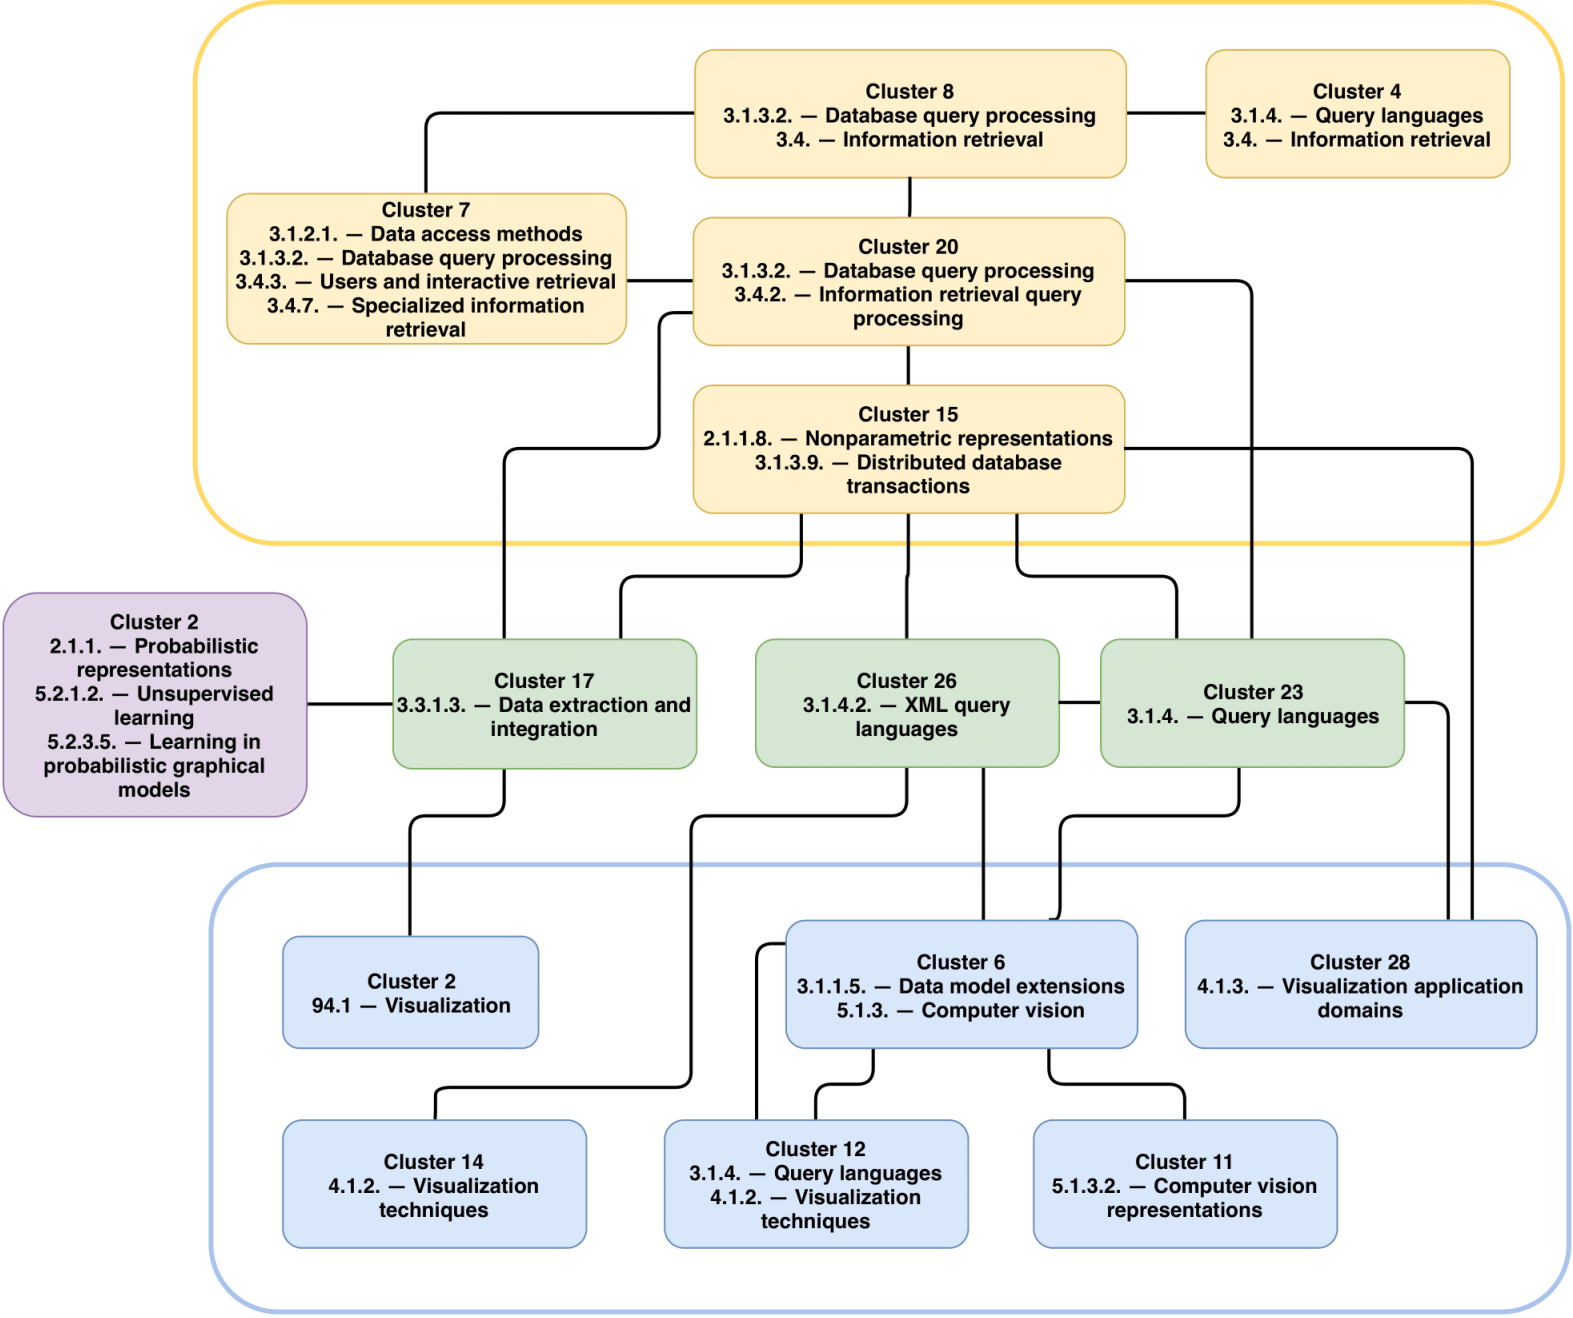 Cluster 8
3.1.3.2. — Database query processing
3.4. — Information retrieval
Cluster 4
3.1.4. — Query languages
3.4. — Information retrieval
Cluster 7
3.1.2.1. — Data access methods
3.1.3.2. — Database query processing
3.4.3. — Users and interactive retrieval
3.4.7. — Specialized information
retrieval
Cluster 20
3.1.3.2. — Database query processing
3.4.2. — Information retrieval query
processing
Cluster 15
2.1.1.8. — Nonparametric representations
3.1.3.9. — Distributed database
transactions
Cluster 2
2.1.1. — Probabilistic
representations
5.2.1.2. — Unsupervised
learning
5.2.3.5. — Learning in
probabilistic graphical
models
Cluster 17
3.3.1.3. — Data extraction and
integration
Cluster 26
3.1.4.2. — XML query
languages
Cluster 23
3.1.4. — Query languages
Cluster 2
94.1 — Visualization
Cluster 6
3.1.1.5. — Data model extensions
5.1.3. — Computer vision
Cluster 28
4.1.3. — Visualization application
domains
Cluster 14
4.1.2. — Visualization
techniques
Cluster 12
3.1.4. — Query languages
4.1.2. — Visualization
techniques
Cluster 11
5.1.3.2. — Computer vision
representations